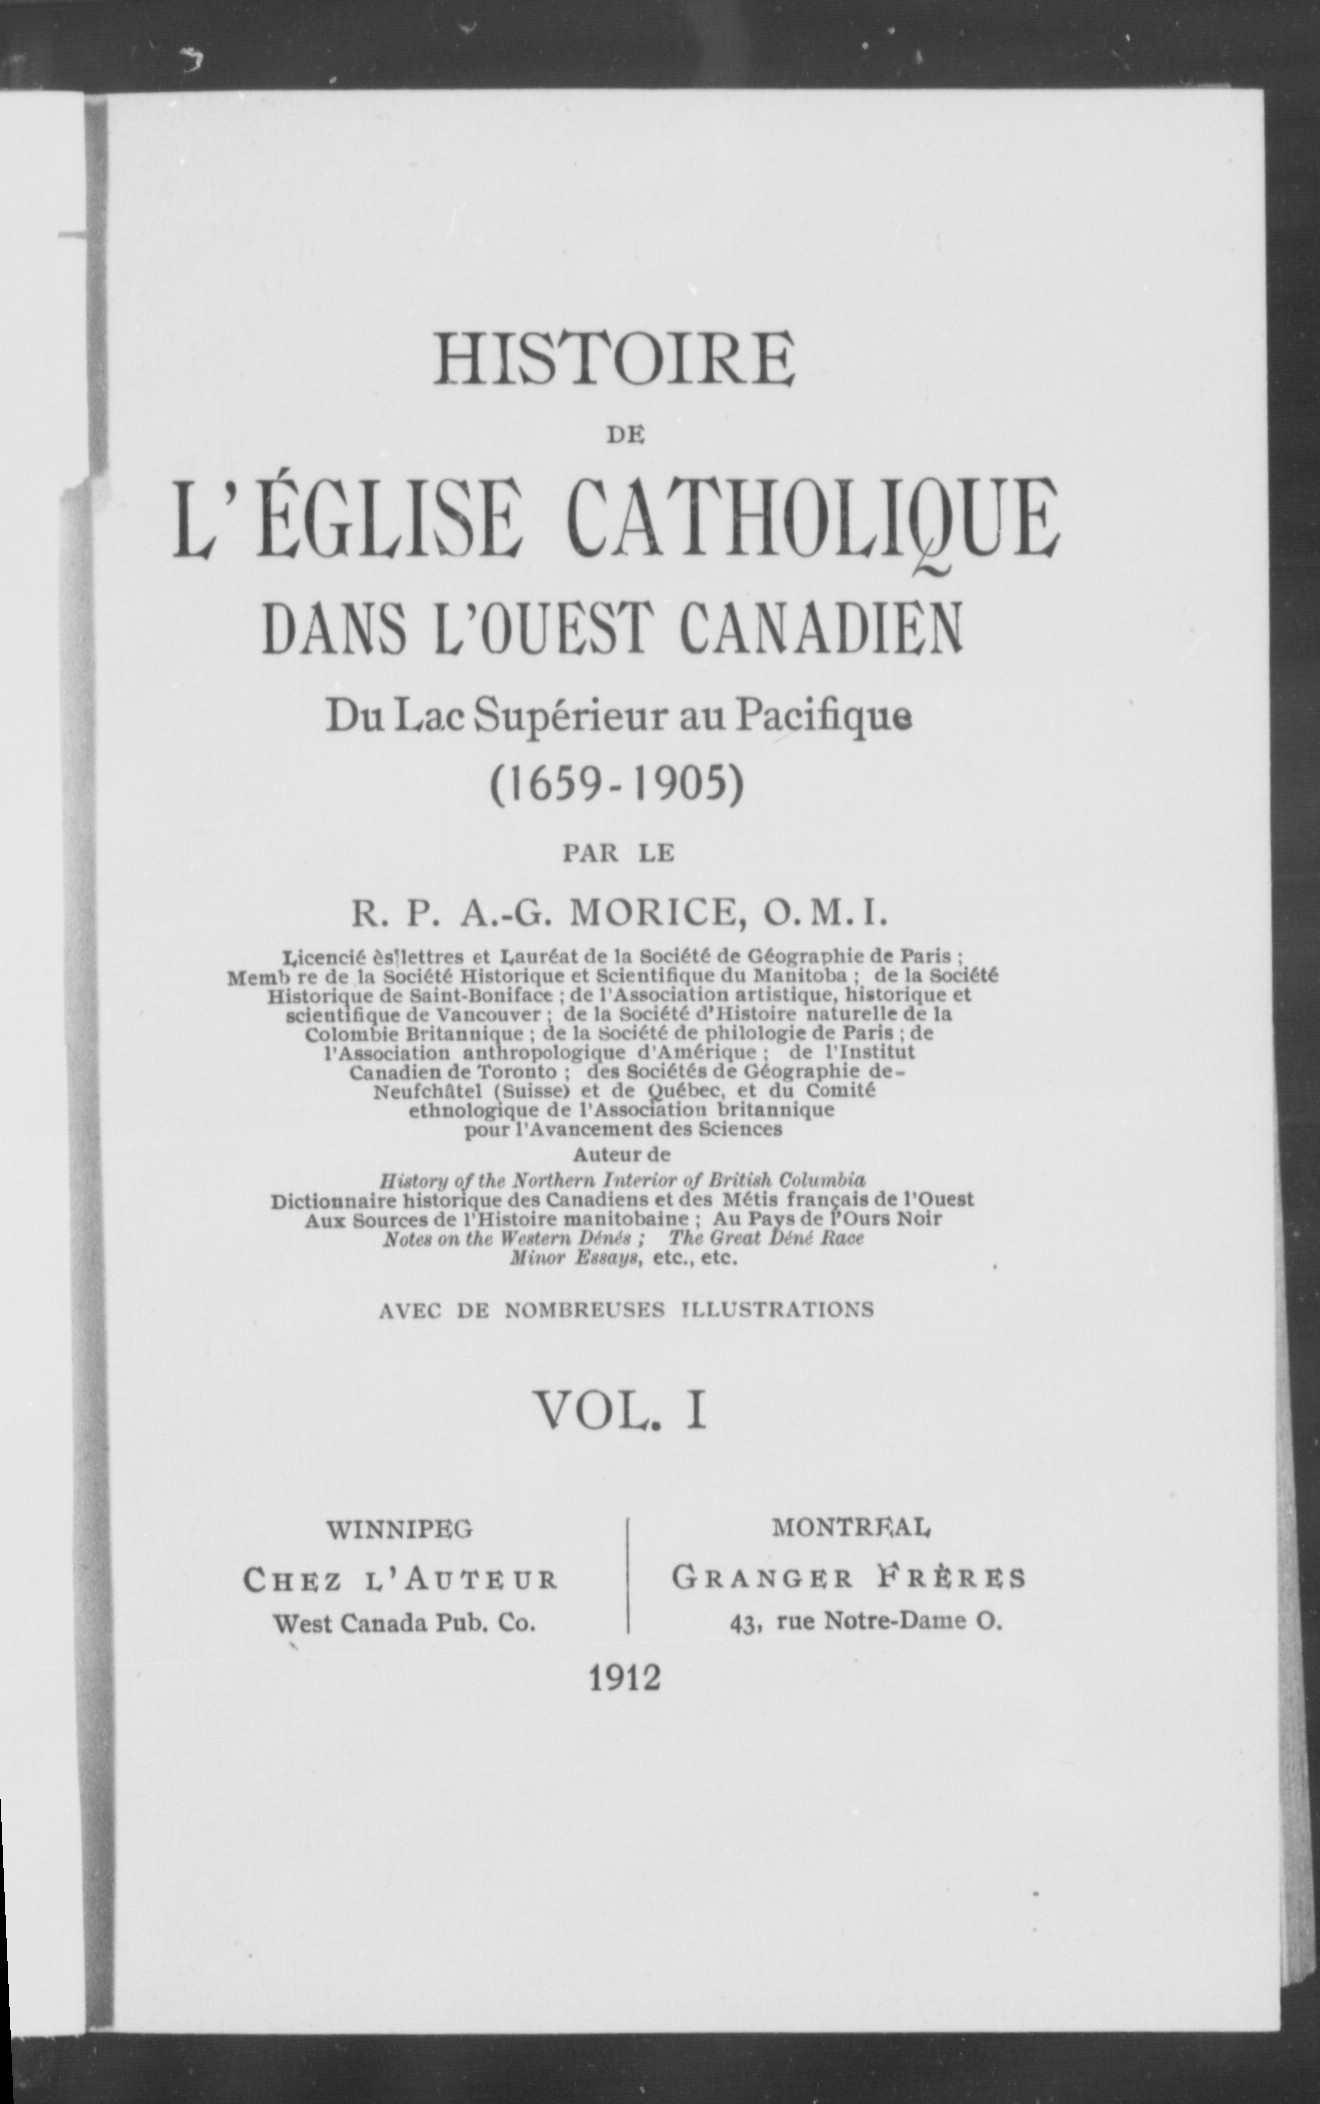 HISTOIRE
DE
L'ÉGLISE CATHOLIQUE
DANS L'OUEST CANADIEN
Du Lac Supérieur au Pacifique
(1659-1905)
PAR LE
R. P. A.-G. MORICE, O.M.I.
Licencié ès lettres et Lauréat de la Société de Géographie de Paris ;
Memb re de la Société Historique et Scientifique du Manitoba ; de la Société
Historique de Saint-Boniface ; de l'Association artistique, historique et
scientifique de Vancouver ; de la Société d'Histoire naturelle de la
Colombie Britannique ; de la Société de philologie de Paris ; de
l'Association anthropologique d'Amérique ; de l'Institut
Canadien de Toronto ; des Sociétés de Géographie de-
Neufchâtel (Suisse) et de Québec, et du Comité
ethnologique de l'Association britannique
pour l'Avancement des Sciences
Auteur de
History of the Northern Interior of British Columbia
Dictionnaire historique des Canadiens et des Métis français de l'Ouest
Aux Sources de l'Histoire manitobaine ; Au Pays de l'Ours Noir
Notes on the Western Dénés ; The Great Déné Race
Minor Essays, etc., etc.
AVEC DE NOMBREUSES ILLUSTRATIONS
VOL. I
WINNIPEG
CHEZ L'AUTEUR
West Canada Pub. Co.
MONTREAL
GRANGER FRÈRES
43, rue Notre-Dame O.
1912